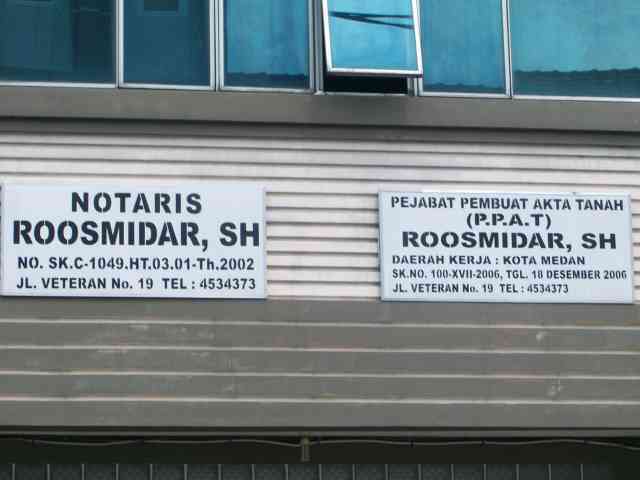 NOTARIS
ROOSMIDAR, SH
NO. SK.C-1049.HT.03.01-Th.2002
JL. VETERAN No. 19 TEL : 4534373
PEJABAT PEMBUAT AKTA TANAH
(P.P.A.T)
ROOSMIDAR, SH
DAERAH KERJA : KOTA MEDAN
SK.NO. 100-XVII-2006, TGL. 18 DESEMBER 2006
JL. VETERAN No. 19 TEL : 4534373